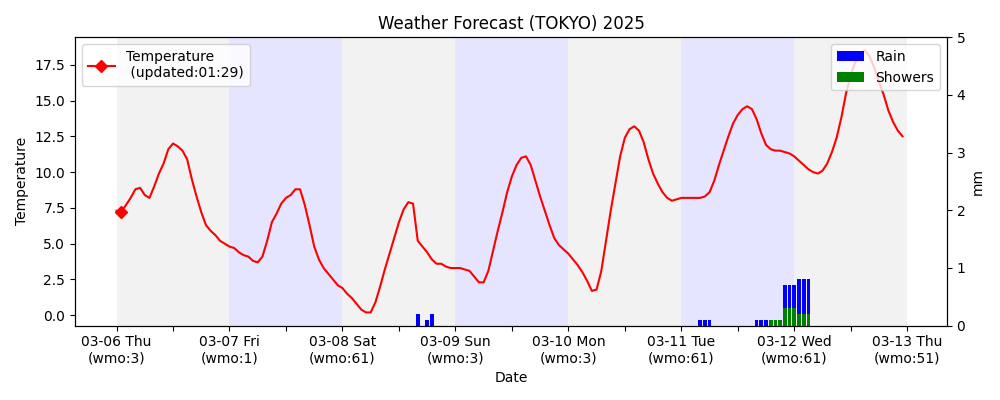 Weather Forecast (TOKYO) 2025
Temperature
(updated:01:29)
Rain
Showers
Temperature
17.5
15.0
12.5
10.0
7.5
5.0
2.5
0.0
5
4
3
2
1
0
mm
03-06 Thu
(wmo:3)
03-07 Fri
(wmo:1)
03-08 Sat
(wmo:61)
03-09 Sun
(wmo:3)
03-10 Mon
(wmo:3)
03-11 Tue
(wmo:61)
03-12 Wed
(wmo:61)
03-13 Thu
(wmo:51)
Date